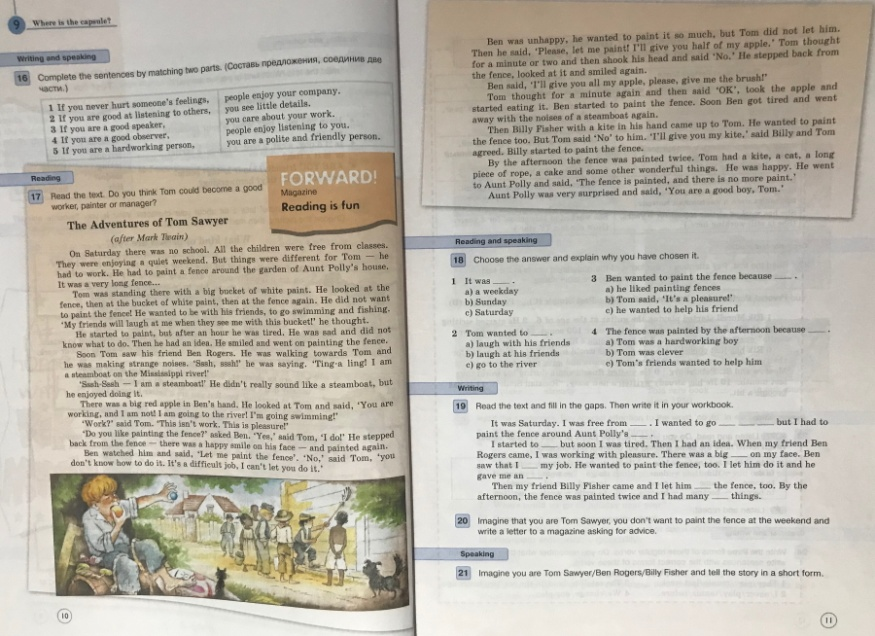 9 Where is the capsule?
Writing and speaking
16 Complete the sentences by matching two parts. (Составь предложения, соединив две
части.)
1 If you never hurt someone's feelings,
2 If you are good at listening to others,
3 If you are a good speaker,
4 If you are a good observer,
5 If you are a hardworking person,
people enjoy your company.
you see little details.
you care about your work.
people enjoy listening to you.
you are a polite and friendly person.
Reading
17 Read the text. Do you think Tom could become a good
worker, painter or manager?
FORWARD!
Magazine
Reading is fun
The Adventures of Tom Sawyer
(after Mark Twain)
On Saturday there was no school. All the children were free from classes.
They were enjoying a quiet weekend. But things were different for Tom — he
had to work. He had to paint a fence around the garden of Aunt Polly's house.
It was a very long fence...
Tom was standing there with a big bucket of white paint. He looked at the
fence, then at the bucket of white paint, then at the fence again. He did not want
to paint the fence! He wanted to be with his friends, to go swimming and fishing.
'My friends will laugh at me when they see me with this bucket!' he thought.
He started to paint, but after an hour he was tired. He was sad and did not
know what to do. Then he had an idea. He smiled and went on painting the fence.
Soon Tom saw his friend Ben Rogers. He was walking towards Tom and
he was making strange noises. 'Sssh, sssh!' he was saying. 'Ting-a ling! I am
a steamboat on the Mississippi river!'
'Sssh-Sssh — I am a steamboat!' He didn't really sound like a steamboat, but
he enjoyed doing it.
There was a big red apple in Ben's hand. He looked at Tom and said, 'You are
working, and I am not! I am going to the river! I'm going swimming!'
'Work?' said Tom. 'This isn't work. This is pleasure!'
'Do you like painting the fence?' asked Ben. 'Yes,' said Tom, 'I do!' He stepped
back from the fence — there was a happy smile on his face — and painted again.
Ben watched him and said, 'Let me paint the fence'. 'No,' said Tom, 'you
don't know how to do it. It's a difficult job, I can't let you do it.'
10
Ben was unhappy, he wanted to paint it so much, but Tom did not let him.
Then he said, 'Please, let me paint! I'll give you half of my apple.' Tom thought
for a minute or two and then shook his head and said 'No.' He stepped back from
the fence, looked at it and smiled again.
Ben said, 'I'll give you all my apple, please, give me the brush!'
Tom thought for a minute again and then said 'OK', took the apple and
started eating it. Ben started to paint the fence. Soon Ben got tired and went
away with the noises of a steamboat again.
Then Billy Fisher with a kite in his hand came up to Tom. He wanted to paint
the fence too. But Tom said 'No' to him. 'I'll give you my kite,' said Billy and Tom
agreed. Billy started to paint the fence.
By the afternoon the fence was painted twice. Tom had a kite, a cat, a long
piece of rope, a cake and some other wonderful things. He was happy. He went
to Aunt Polly and said, 'The fence is painted, and there is no more paint.'
Aunt Polly was very surprised and said, 'You are a good boy, Tom.'
Reading and speaking
18 Choose the answer and explain why you have chosen it.
1 It was ___ .
a) a weekday
b) Sunday
c) Saturday
2 Tom wanted to ___ .
a) laugh with his friends
b) laugh at his friends
c) go to the river
3 Ben wanted to paint the fence because ___ .
a) he liked painting fences
b) Tom said, 'It's a pleasure!'
c) he wanted to help his friend
4 The fence was painted by the afternoon because ___ .
a) Tom was a hardworking boy
b) Tom was clever
c) Tom's friends wanted to help him
Writing
19 Read the text and fill in the gaps. Then write it in your workbook.
It was Saturday. I was free from ___ . I wanted to go ___ ___ but I had to
paint the fence around Aunt Polly's ___ .
I started to ___ but soon I was tired. Then I had an idea. When my friend Ben
Rogers came, I was working with pleasure. There was a big ___ on my face. Ben
saw that I ___ my job. He wanted to paint the fence, too. I let him do it and he
gave me an ___ .
Then my friend Billy Fisher came and I let him ___ the fence, too. By the
afternoon, the fence was painted twice and I had many ___ things.
20 Imagine that you are Tom Sawyer, you don't want to paint the fence at the weekend and
write a letter to a magazine asking for advice.
Speaking
21 Imagine you are Tom Sawyer/Ben Rogers/Billy Fisher and tell the story in a short form.
11